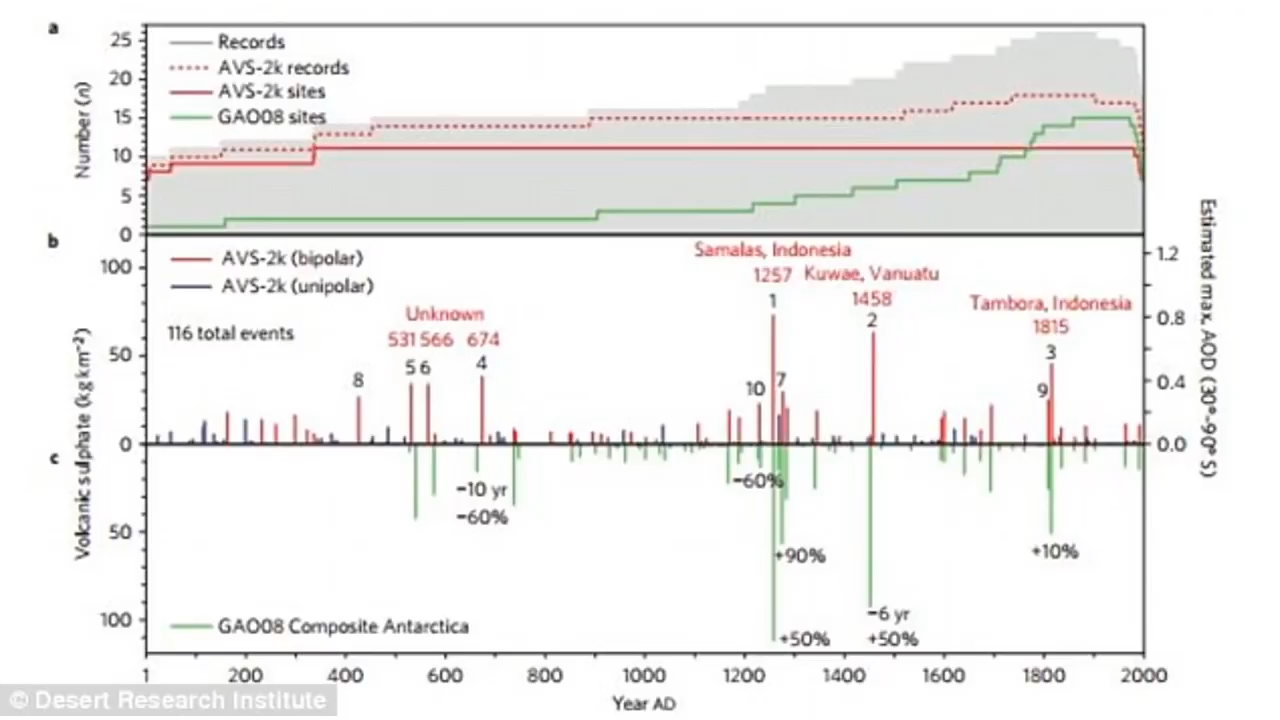 a
25
20
15
10
5
0
Number (n)
Records
AVS-2k records
AVS-2k sites
GAO08 sites
b
100
50
0
AVS-2k (bipolar)
AVS-2k (unipolar)
116 total events
Unknown
531 566 674
8
5 6
4
Samalas, Indonesia
1257
1
Kuwae, Vanuatu
1458
2
10
7
Tambora, Indonesia
1815
3
9
1.2
0.8
0.4
0.0
Estimated max, AOD (30°–90° S)
Volcanic sulphate (kg km⁻²)
c
50
100
−10 yr
−60%
−60%
+90%
+50%
−6 yr
+50%
+10%
GAO08 Composite Antarctica
1 200 400 600 800 1000 1200 1400 1600 1800 2000
Year AD
© Desert Research Institute